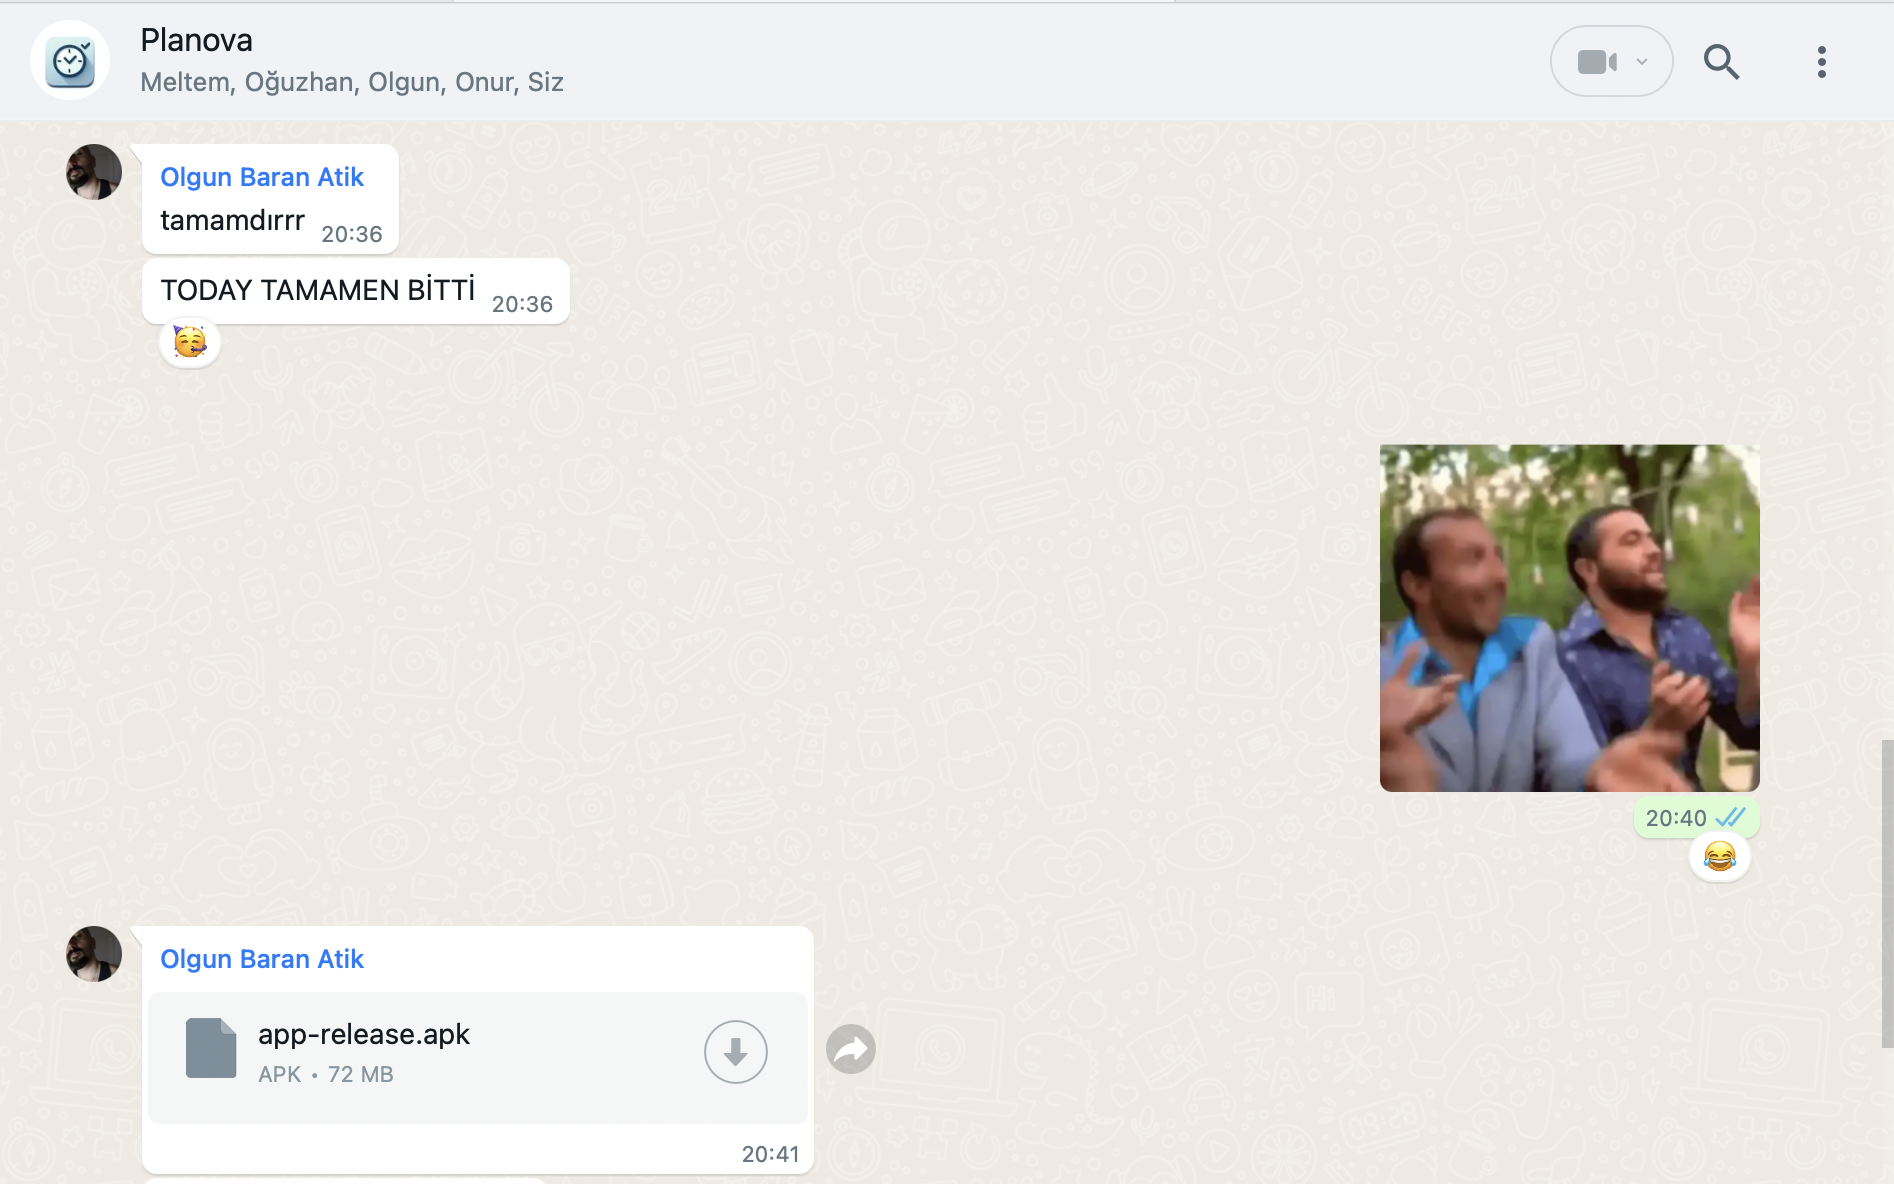 Planova
Meltem, Oğuzhan, Olgun, Onur, Siz
Olgun Baran Atik
tamamdırrr 20:36
TODAY TAMAMEN BİTTİ 20:36
20:40
Olgun Baran Atik
app-release.apk
APK • 72 MB
20:41